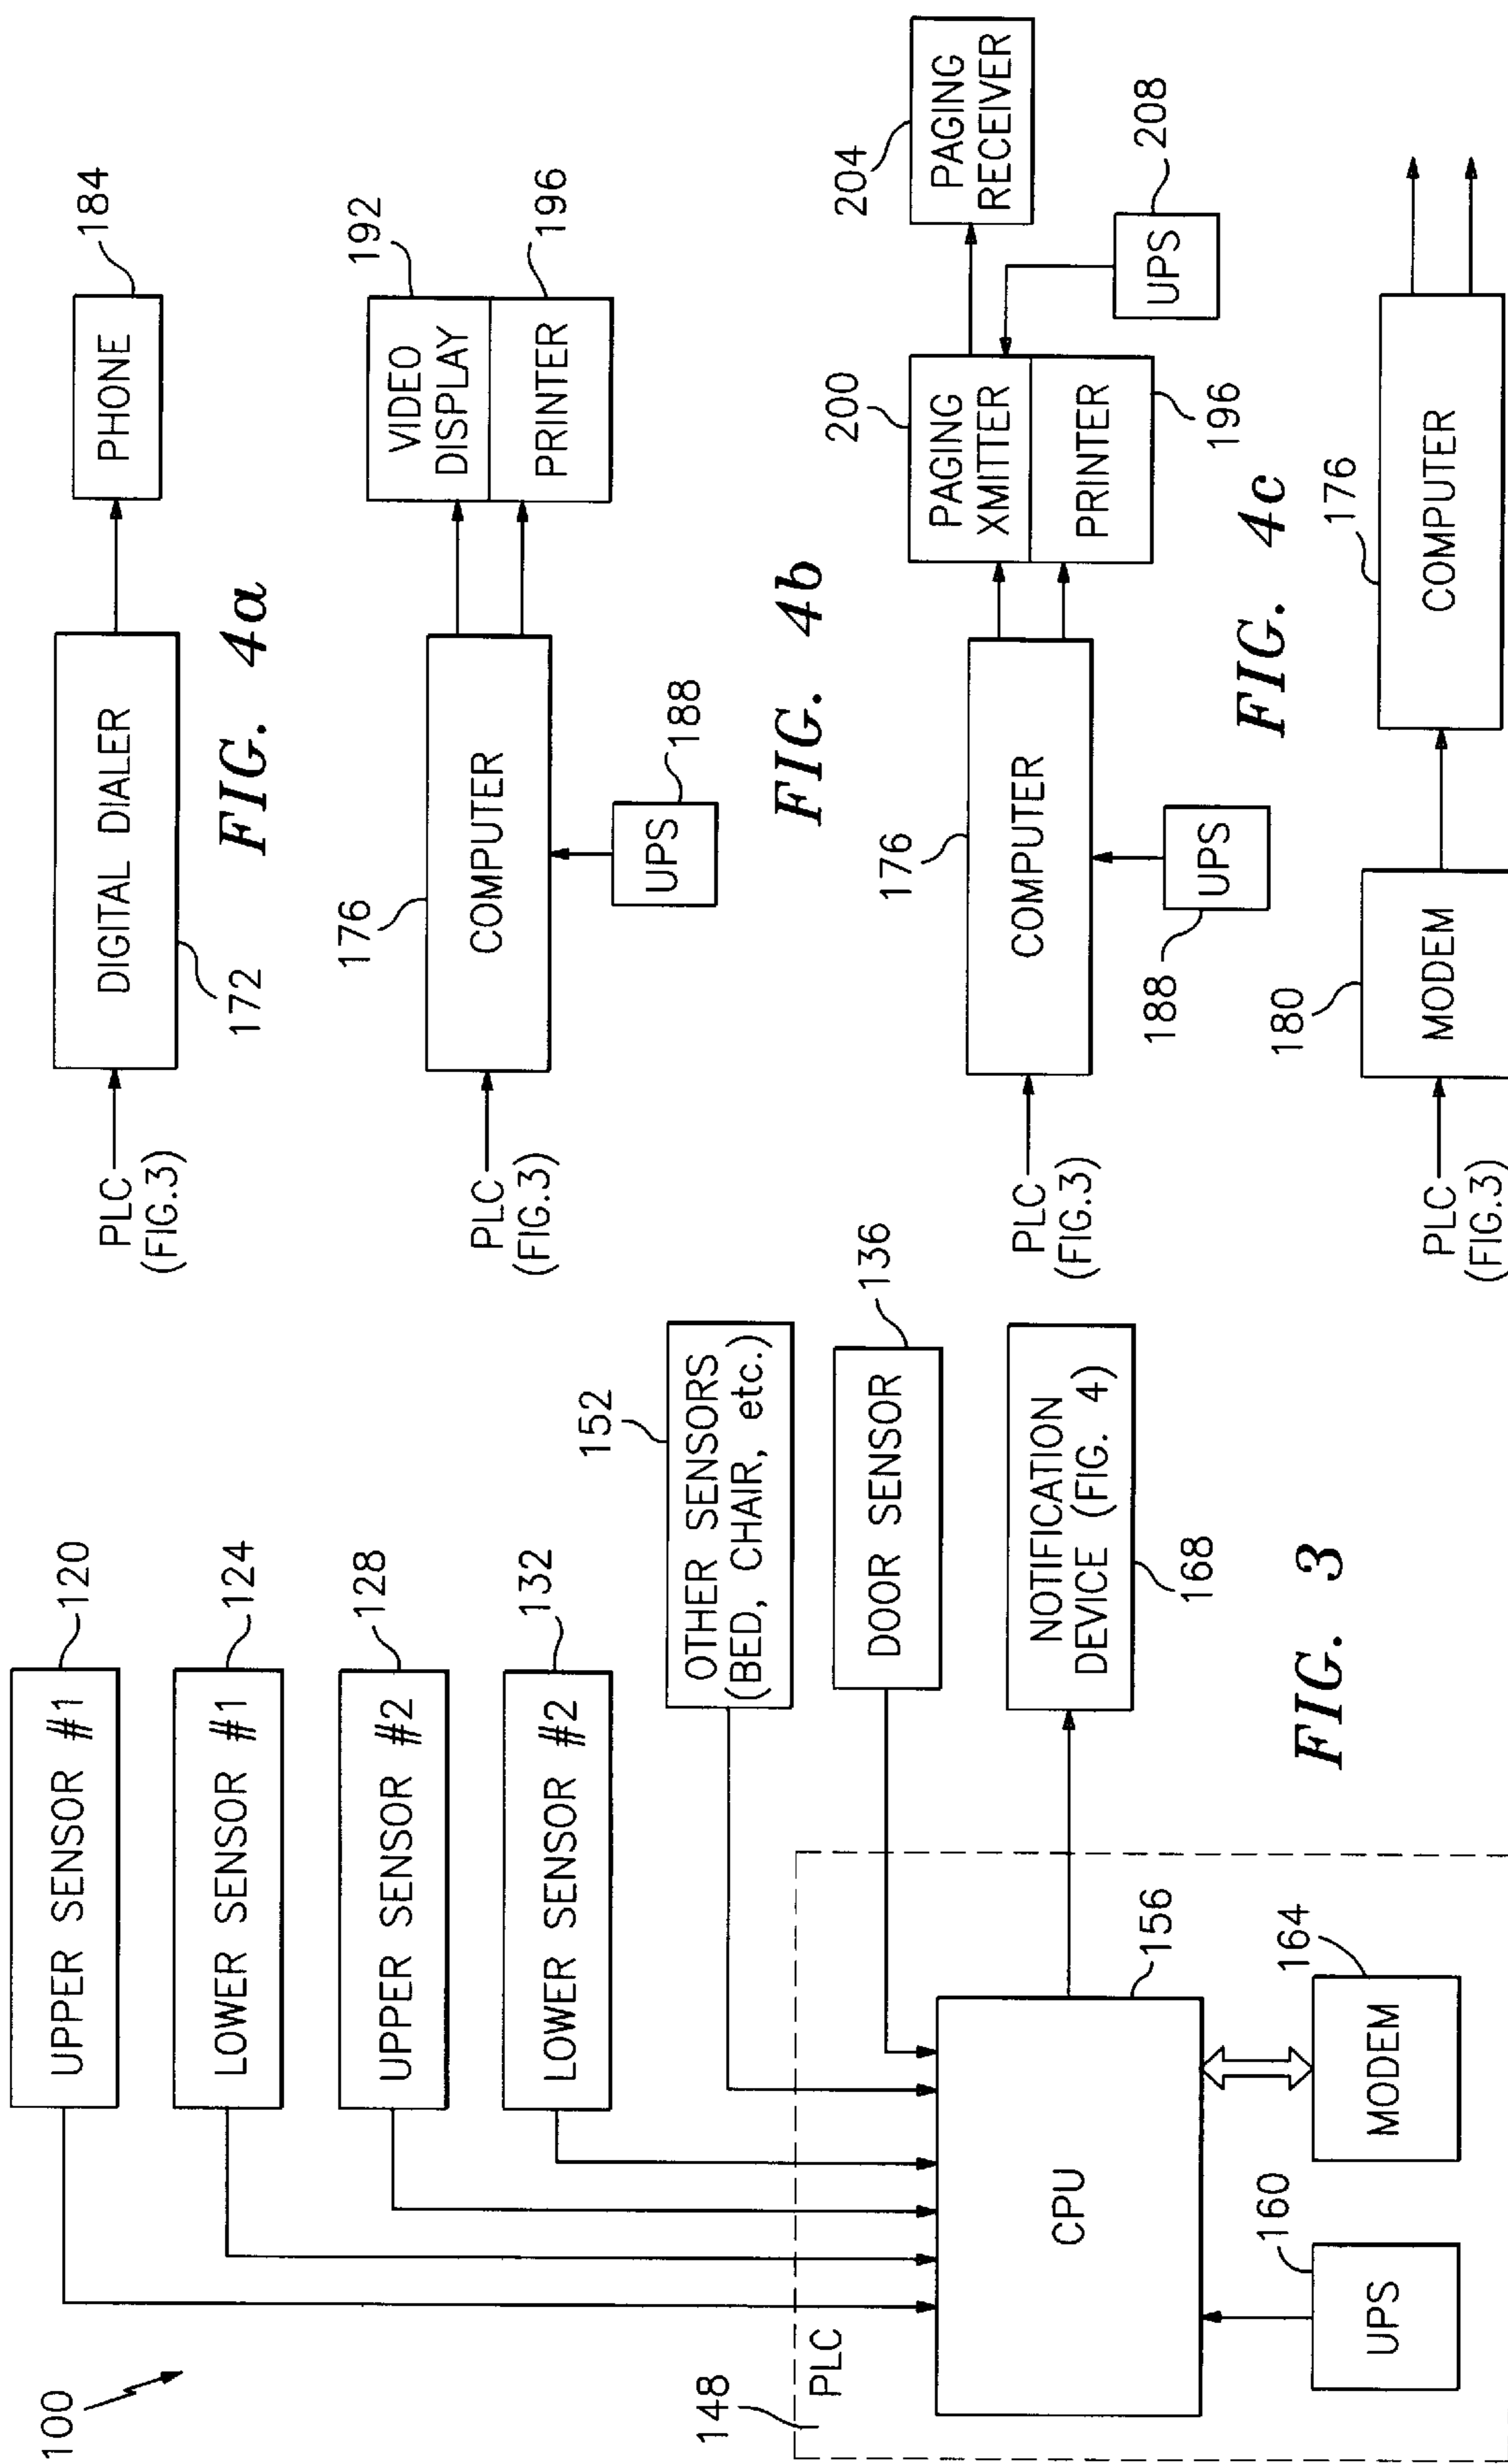 100
UPPER SENSOR #1
120
LOWER SENSOR #1
124
UPPER SENSOR #2
128
LOWER SENSOR #2
132
152
OTHER SENSORS
(BED, CHAIR, etc.)
136
DOOR SENSOR
148
PLC
CPU
156
NOTIFICATION
DEVICE (FIG. 4)
168
160
UPS
164
MODEM
FIG. 3
PLC
(FIG.3)
DIGITAL DIALER
172
PHONE
184
FIG. 4a
PLC
(FIG.3)
176
COMPUTER
UPS
188
192
VIDEO
DISPLAY
PRINTER
196
FIG. 4b
PLC
(FIG.3)
176
COMPUTER
188
UPS
200
PAGING
XMITTER
PRINTER
196
204
PAGING
RECEIVER
UPS
208
FIG. 4c
PLC
(FIG.3)
180
MODEM
176
COMPUTER